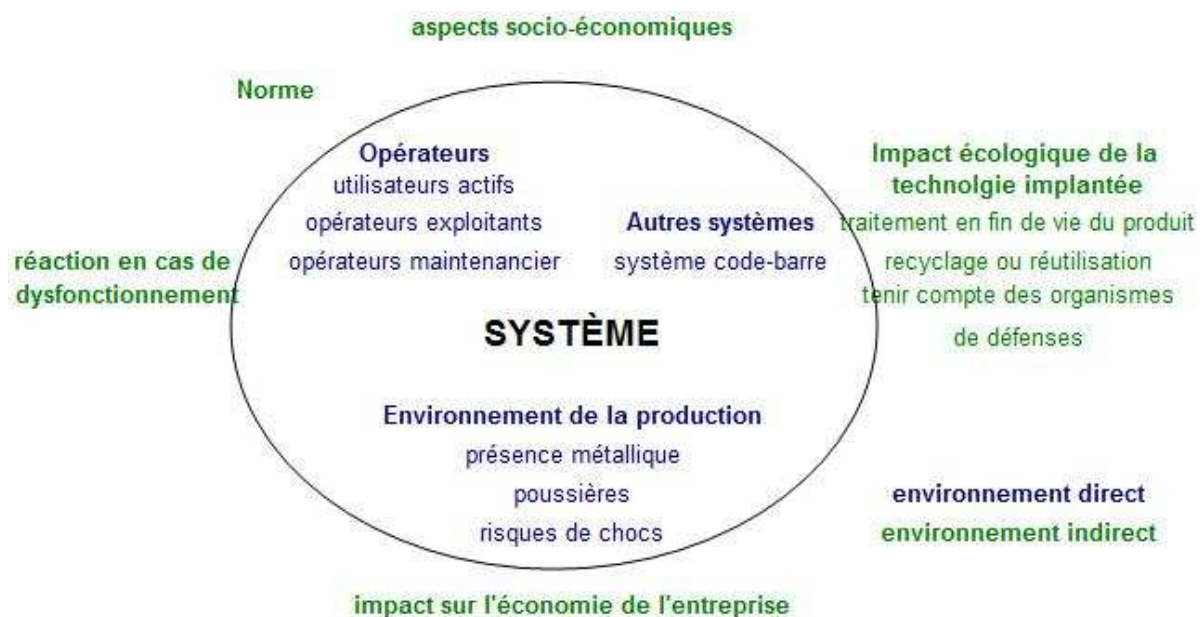 aspects socio-économiques
Norme
Opérateurs
utilisateurs actifs
opérateurs exploitants
opérateurs maintenancier
Autres systèmes
système code-barre
Impact écologique de la
technolgie implantée
traitement en fin de vie du produit
recyclage ou réutilisation
tenir compte des organismes
de défenses
réaction en cas de
dysfonctionnement
SYSTÈME
Environnement de la production
présence métallique
poussières
risques de chocs
environnement direct
environnement indirect
impact sur l'économie de l'entreprise